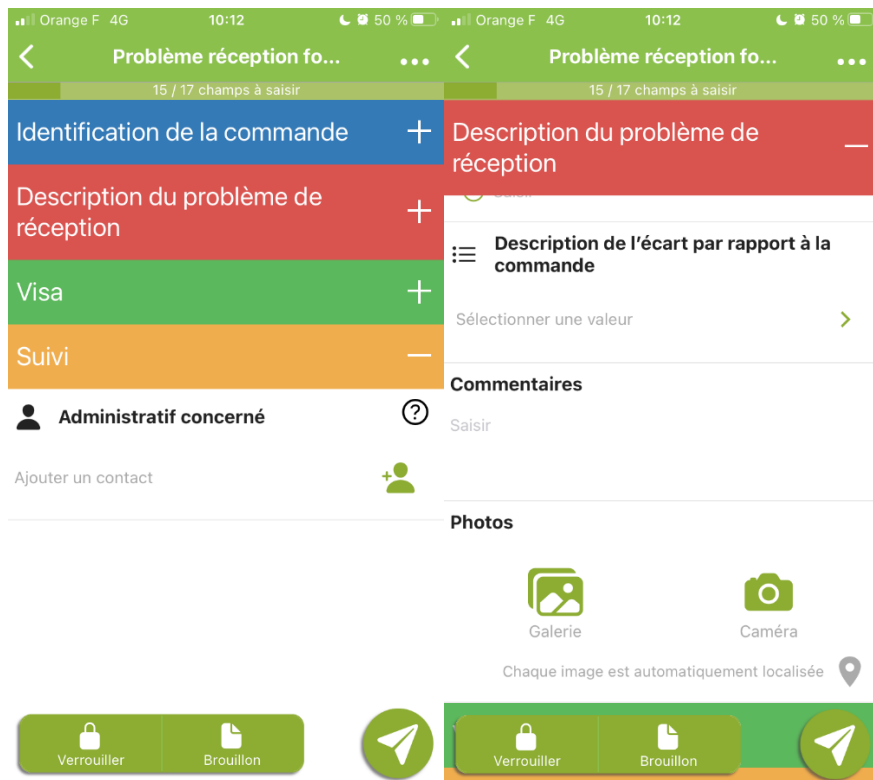 Orange F 4G 10:12 50 %
Problème réception fo...
15 / 17 champs à saisir
Identification de la commande
Description du problème de
réception
Visa
Suivi
Administratif concerné
Ajouter un contact
Verrouiller Brouillon
Orange F 4G 10:12 50 %
Problème réception fo...
15 / 17 champs à saisir
Description du problème de
réception
Description de l'écart par rapport à la
commande
Sélectionner une valeur
Commentaires
Saisir
Photos
Galerie Caméra
Chaque image est automatiquement localisée
Verrouiller Brouillon